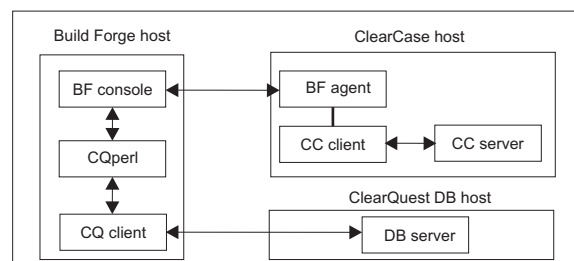 Build Forge host
ClearCase host
BF console
BF agent
CQperl
CC client
CC server
ClearQuest DB host
CQ client
DB server